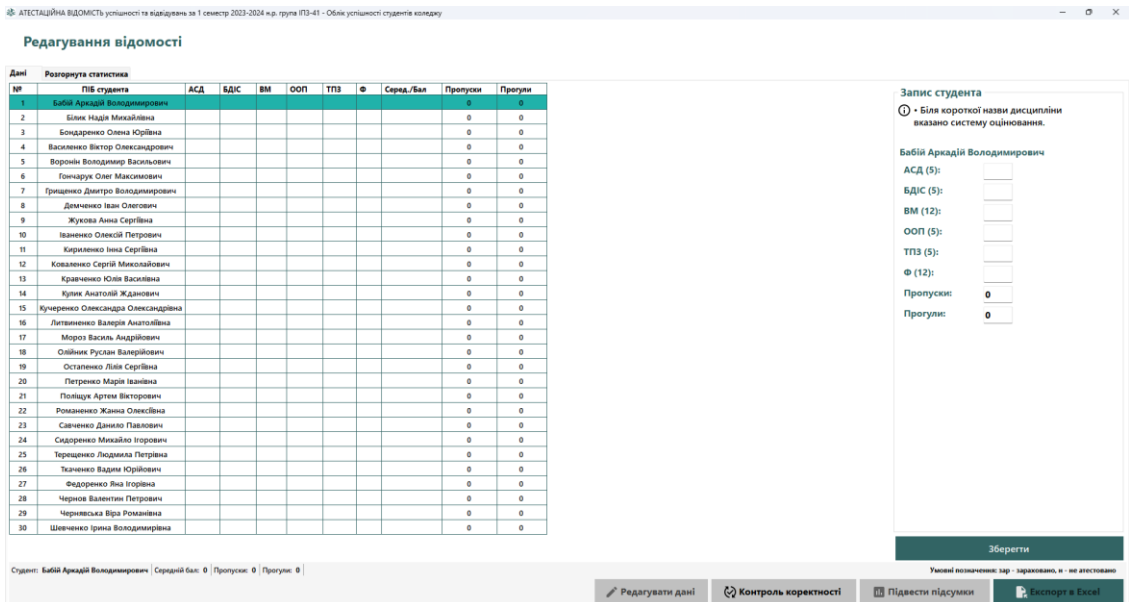 АТЕСТАЦІЙНА ВІДОМІСТЬ успішності та відвідувань за 1 семестр 2023-2024 н.р. група ІПЗ-41 - Облік успішності студентів коледжу
Редагування відомості
Дані Розгорнута статистика
№ ПІБ студента АСД БДІС ВМ ООП ТПЗ Ф Серед./Бал Пропуски Прогули
1 Бабій Аркадій Володимирович 0 0
2 Білик Надія Михайлівна 0 0
3 Бондаренко Олена Юріївна 0 0
4 Василенко Віктор Олександрович 0 0
5 Воронін Володимир Васильович 0 0
6 Гончарук Олег Максимович 0 0
7 Грищенко Дмитро Володимирович 0 0
8 Демченко Іван Олегович 0 0
9 Жукова Анна Сергіївна 0 0
10 Іваненко Олексій Петрович 0 0
11 Кириленко Інна Сергіївна 0 0
12 Коваленко Сергій Миколайович 0 0
13 Кравченко Юлія Василівна 0 0
14 Кулик Анатолій Жданович 0 0
15 Кучеренко Олександра Олександрівна 0 0
16 Литвиненко Валерія Анатоліївна 0 0
17 Мороз Василь Андрійович 0 0
18 Олійник Руслан Валерійович 0 0
19 Остапенко Лілія Сергіївна 0 0
20 Петренко Марія Іванівна 0 0
21 Поліщук Артем Вікторович 0 0
22 Романенко Жанна Олексіївна 0 0
23 Савченко Данило Павлович 0 0
24 Сидоренко Михайло Ігорович 0 0
25 Терещенко Людмила Петрівна 0 0
26 Ткаченко Вадим Юрійович 0 0
27 Федоренко Яна Ігорівна 0 0
28 Чернов Валентин Петрович 0 0
29 Чернявська Віра Романівна 0 0
30 Шевченко Ірина Володимирівна 0 0
Запис студента
• Біля короткої назви дисципліни
вказано систему оцінювання.
Бабій Аркадій Володимирович
АСД (5):
БДІС (5):
ВМ (12):
ООП (5):
ТПЗ (5):
Ф (12):
Пропуски: 0
Прогули: 0
Зберегти
Студент: Бабій Аркадій Володимирович Середній бал: 0 Пропуски: 0 Прогули: 0
Умовні позначення: зар - зараховано, н - не атестовано
Редагувати дані Контроль коректності Підвести підсумки Експорт в Excel